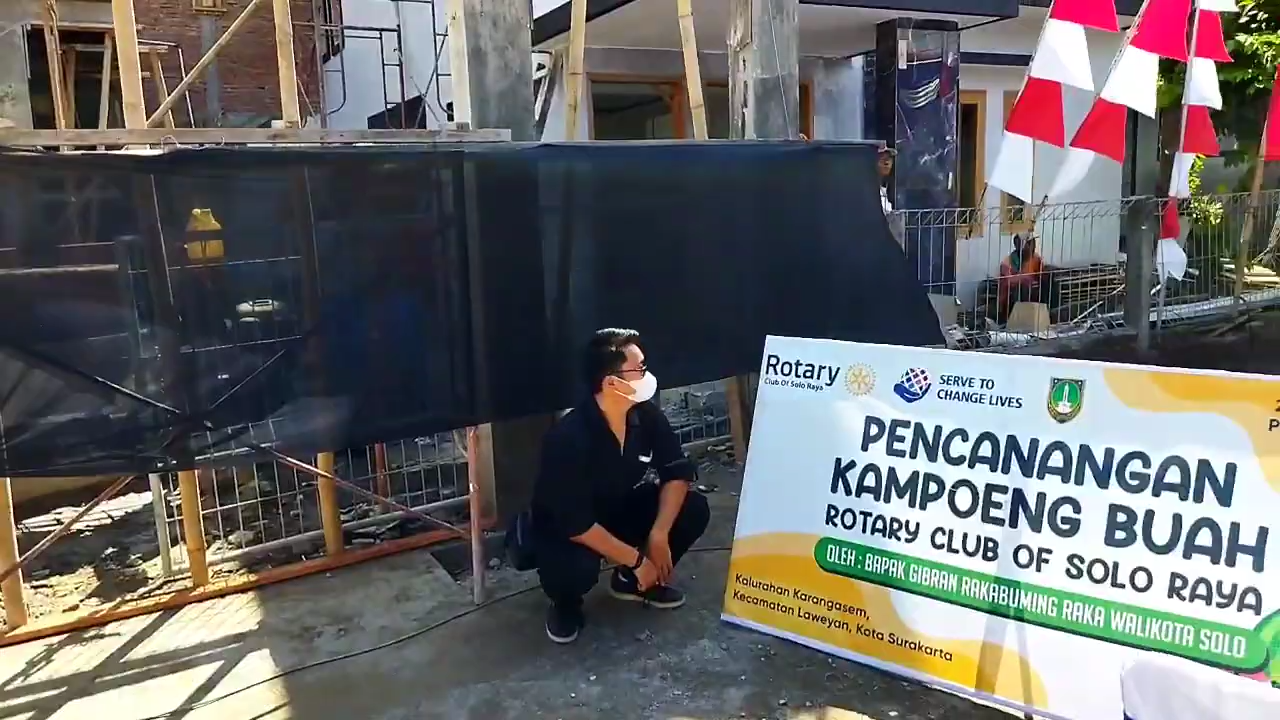 Rotary
Club Of Solo Raya
SERVE TO
CHANGE LIVES
PENCANANGAN
KAMPOENG BUAH
ROTARY CLUB OF SOLO RAYA
OLEH : BAPAK GIBRAN RAKABUMING RAKA WALIKOTA SOLO
Kalurahan Karangasem,
Kecamatan Laweyan, Kota Surakarta